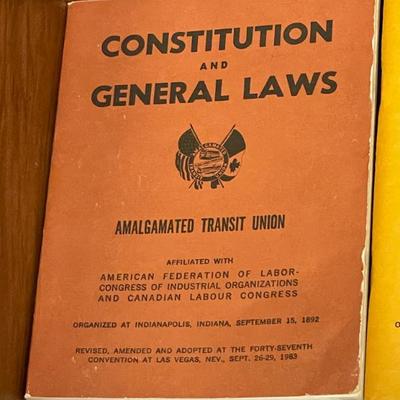 CONSTITUTION
AND
GENERAL LAWS
AMALGAMATED TRANSIT UNION
AFFILIATED WITH
AMERICAN FEDERATION OF LABOR-
CONGRESS OF INDUSTRIAL ORGANIZATIONS
AND CANADIAN LABOUR CONGRESS
ORGANIZED AT INDIANAPOLIS, INDIANA, SEPTEMBER 15, 1892
REVISED, AMENDED AND ADOPTED AT THE FORTY-SEVENTH
CONVENTION AT LAS VEGAS, NEV., SEPT. 26-29, 1983